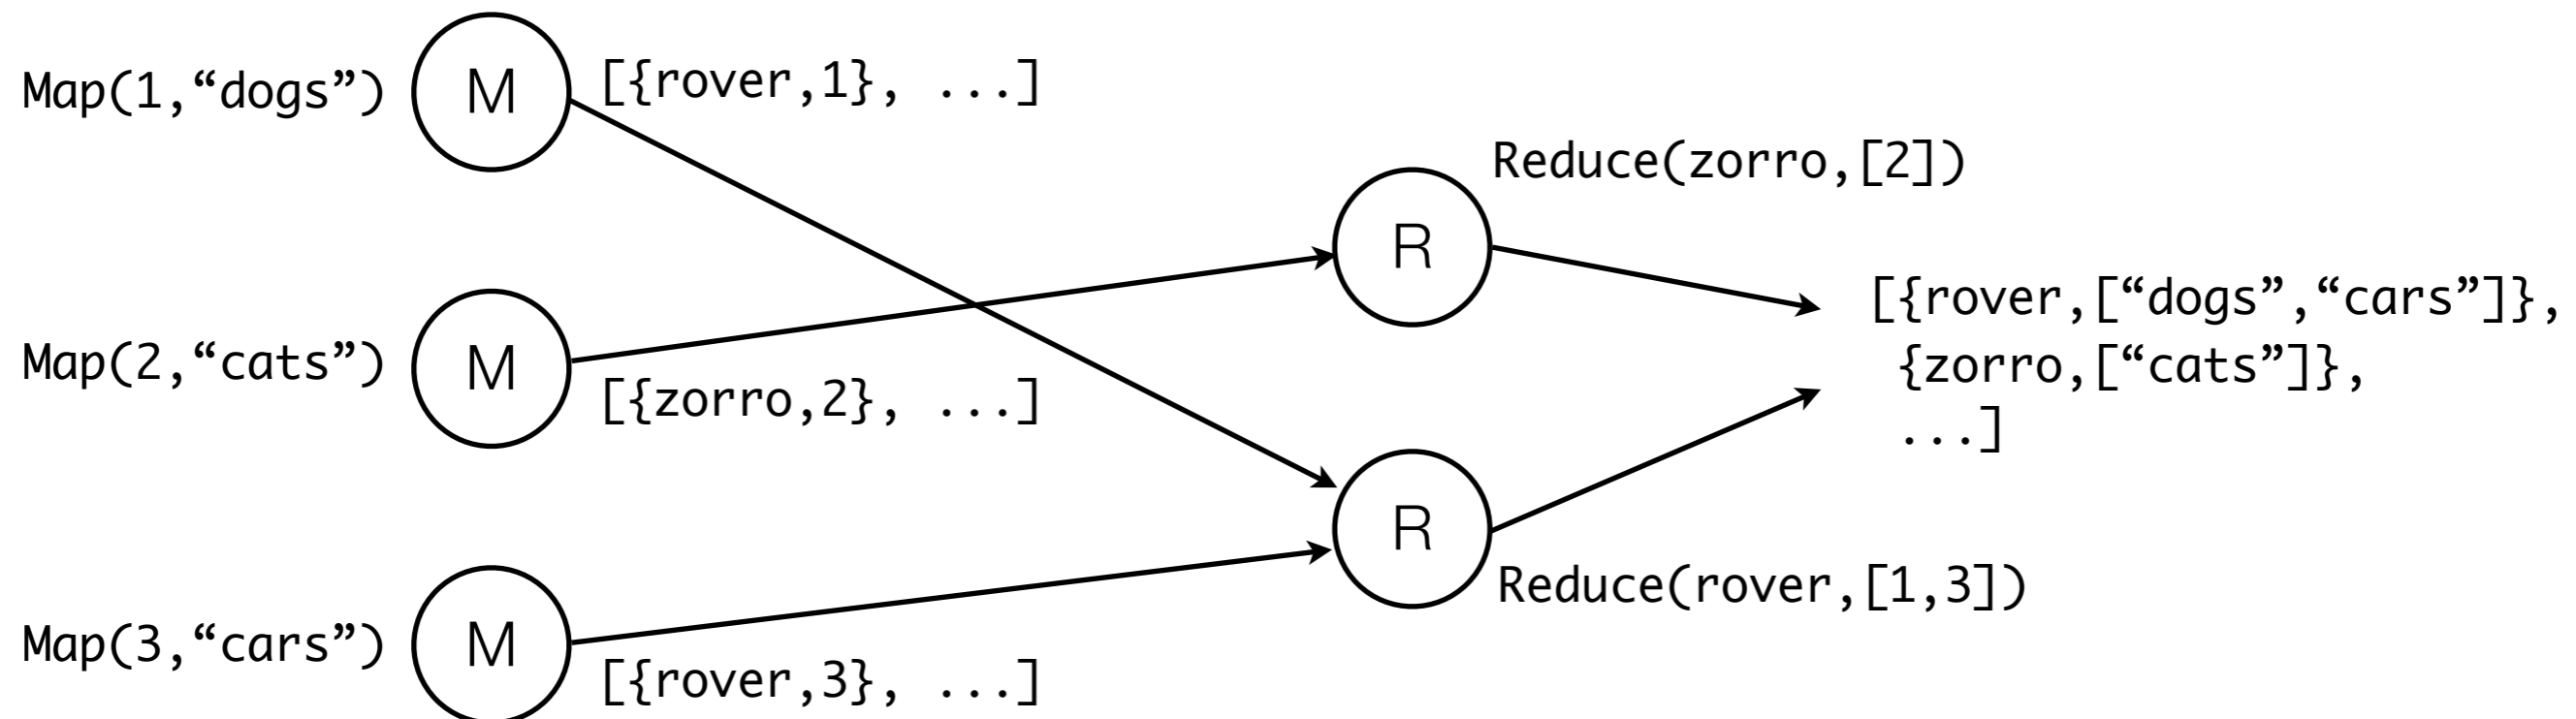 Map(1,“dogs”)
M
[{rover,1}, ...]
Map(2,“cats”)
M
[{zorro,2}, ...]
Map(3,“cars”)
M
[{rover,3}, ...]
R
Reduce(zorro,[2])
R
Reduce(rover,[1,3])
[{rover,[“dogs”,“cars”]},
{zorro,[“cats”]},
...]